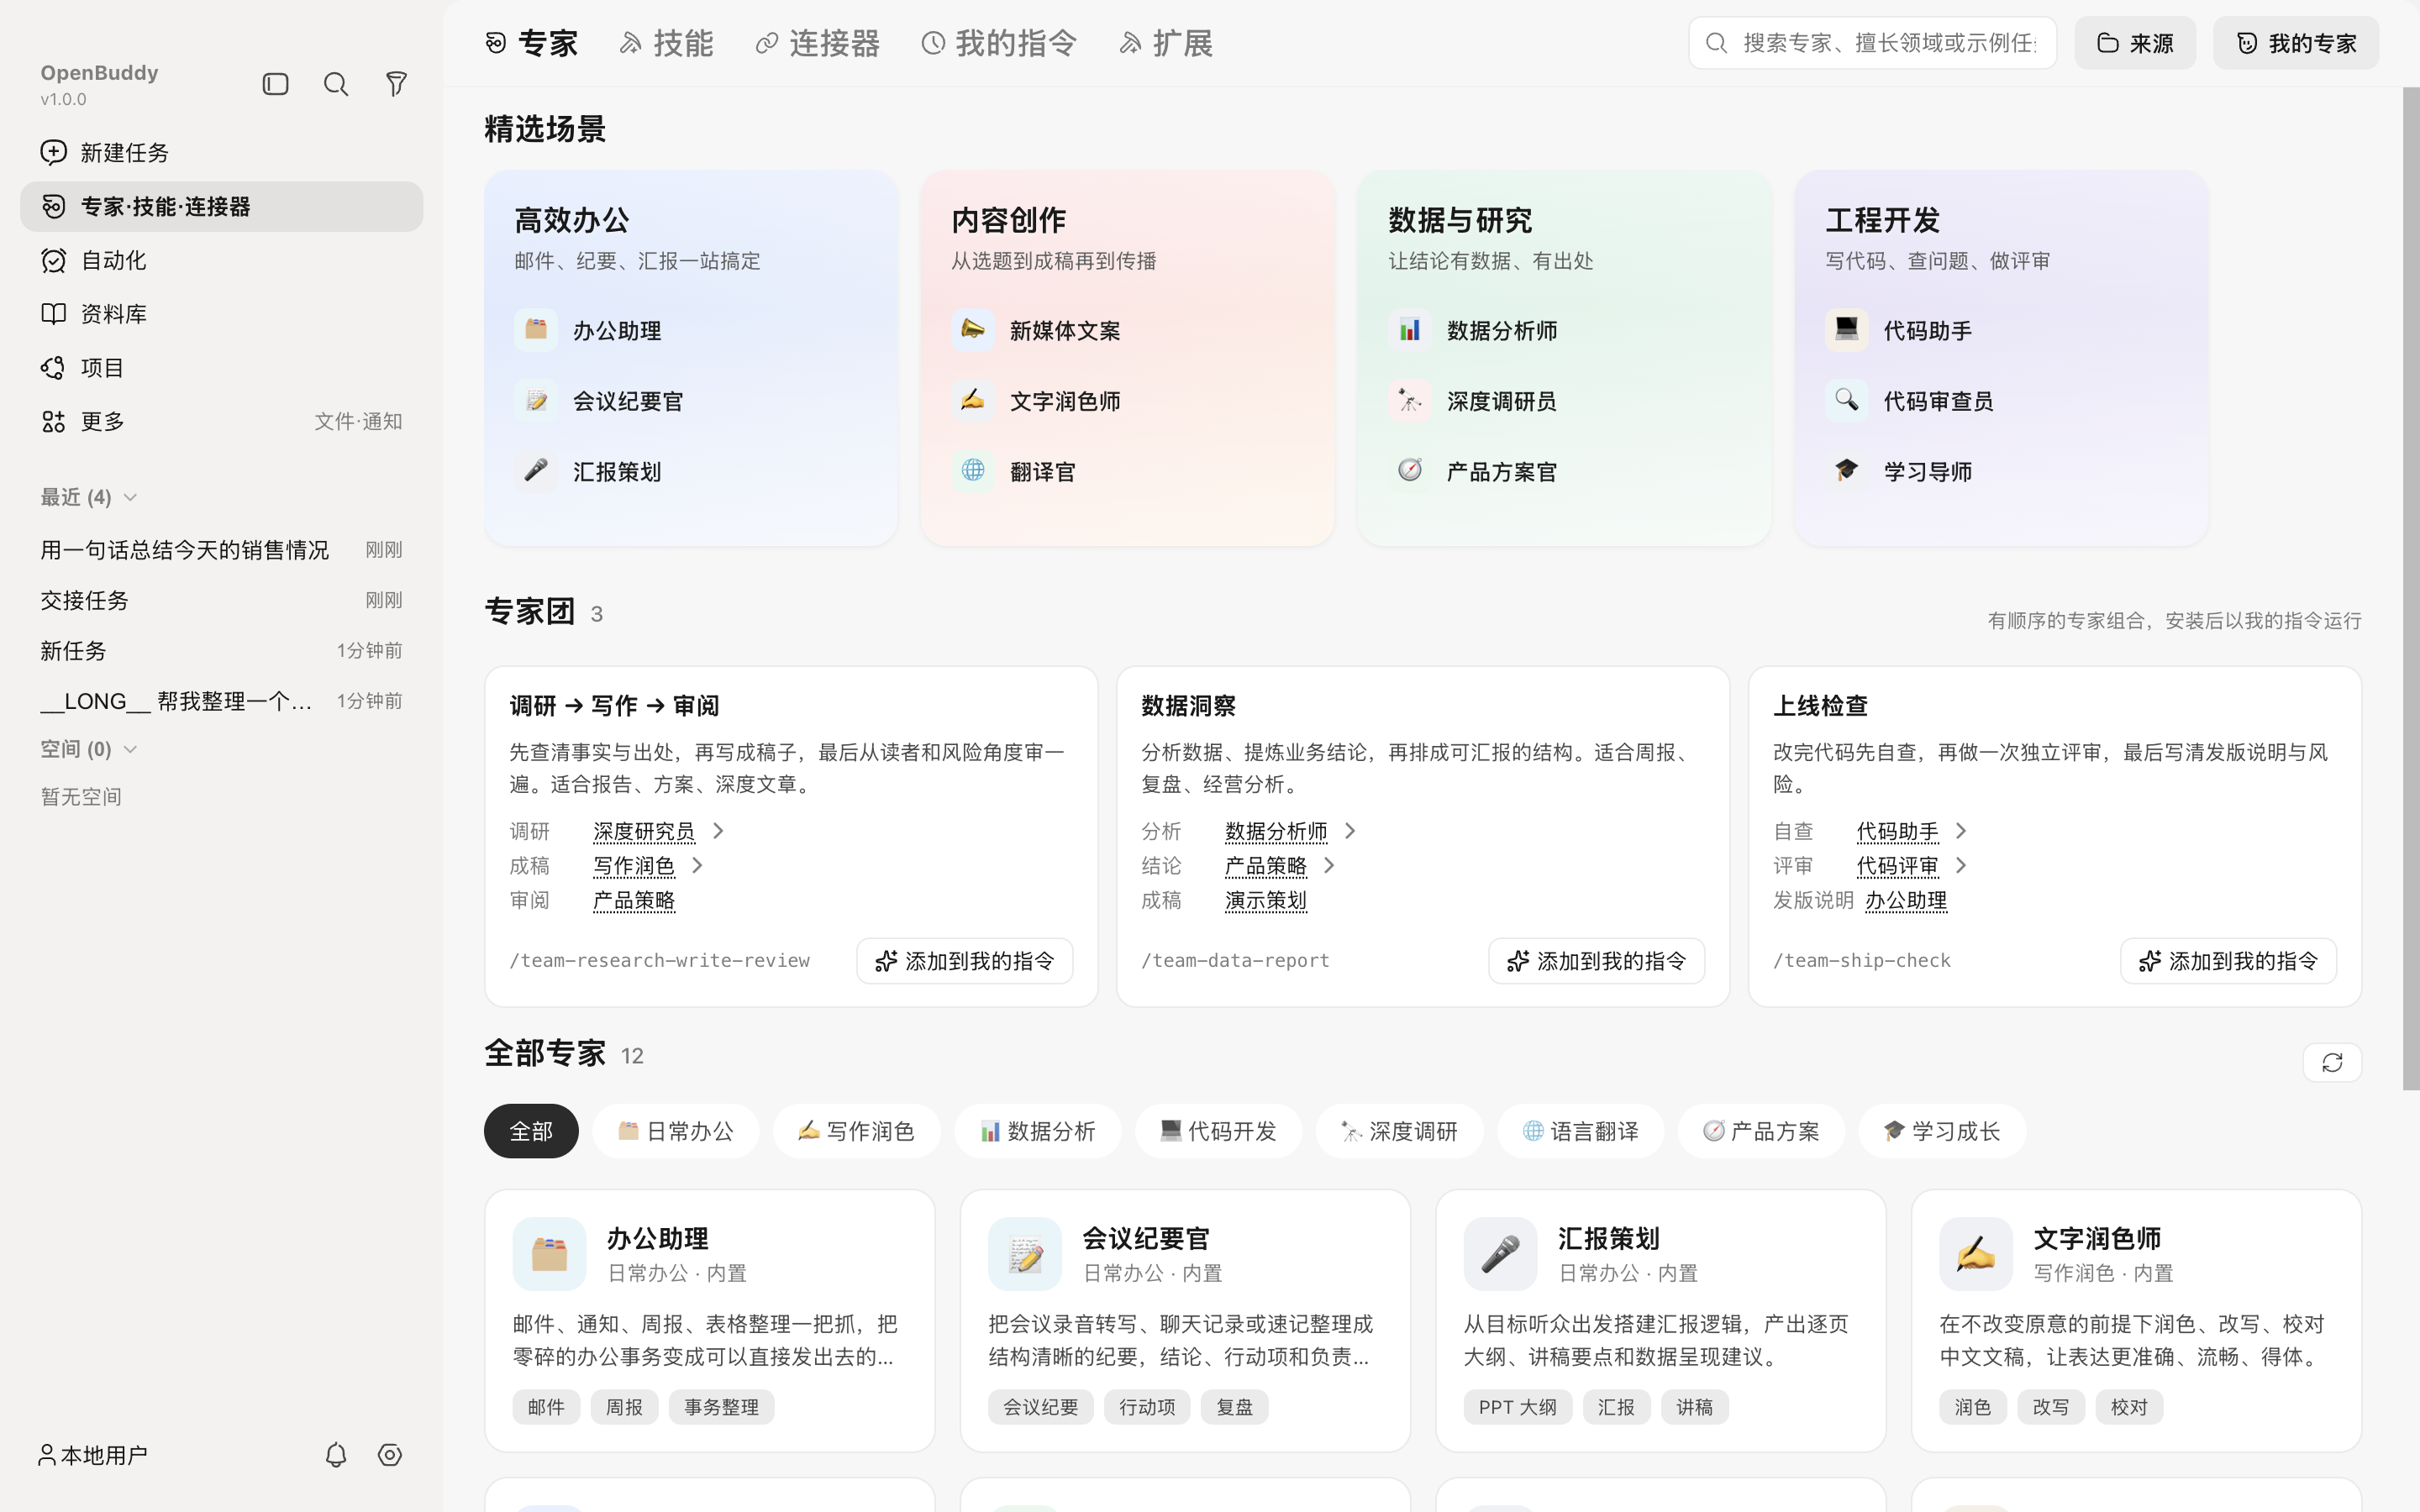 OpenBuddy
v1.0.0
新建任务
专家·技能·连接器
自动化
资料库
项目
更多 文件·通知
最近 (4)
用一句话总结今天的销售情况 刚刚
交接任务 刚刚
新任务 1分钟前
__LONG__ 帮我整理一个... 1分钟前
空间 (0)
暂无空间
本地用户
专家 技能 连接器 我的指令 扩展
搜索专家、擅长领域或示例任 来源 我的专家
精选场景
高效办公
邮件、纪要、汇报一站搞定
办公助理
会议纪要官
汇报策划
内容创作
从选题到成稿再到传播
新媒体文案
文字润色师
翻译官
数据与研究
让结论有数据、有出处
数据分析师
深度调研员
产品方案官
工程开发
写代码、查问题、做评审
代码助手
代码审查员
学习导师
专家团 3
有顺序的专家组合，安装后以我的指令运行
调研 → 写作 → 审阅
先查清事实与出处，再写成稿子，最后从读者和风险角度审一
遍。适合报告、方案、深度文章。
调研 深度研究员
成稿 写作润色
审阅 产品策略
/team-research-write-review 添加到我的指令
数据洞察
分析数据、提炼业务结论，再排成可汇报的结构。适合周报、
复盘、经营分析。
分析 数据分析师
结论 产品策略
成稿 演示策划
/team-data-report 添加到我的指令
上线检查
改完代码先自查，再做一次独立评审，最后写清发版说明与风
险。
自查 代码助手
评审 代码评审
发版说明 办公助理
/team-ship-check 添加到我的指令
全部专家 12
全部 日常办公 写作润色 数据分析 代码开发 深度调研 语言翻译 产品方案 学习成长
办公助理
日常办公 · 内置
邮件、通知、周报、表格整理一把抓，把
零碎的办公事务变成可以直接发出去的...
邮件 周报 事务整理
会议纪要官
日常办公 · 内置
把会议录音转写、聊天记录或速记整理成
结构清晰的纪要，结论、行动项和负责...
会议纪要 行动项 复盘
汇报策划
日常办公 · 内置
从目标听众出发搭建汇报逻辑，产出逐页
大纲、讲稿要点和数据呈现建议。
PPT 大纲 汇报 讲稿
文字润色师
写作润色 · 内置
在不改变原意的前提下润色、改写、校对
中文文稿，让表达更准确、流畅、得体。
润色 改写 校对